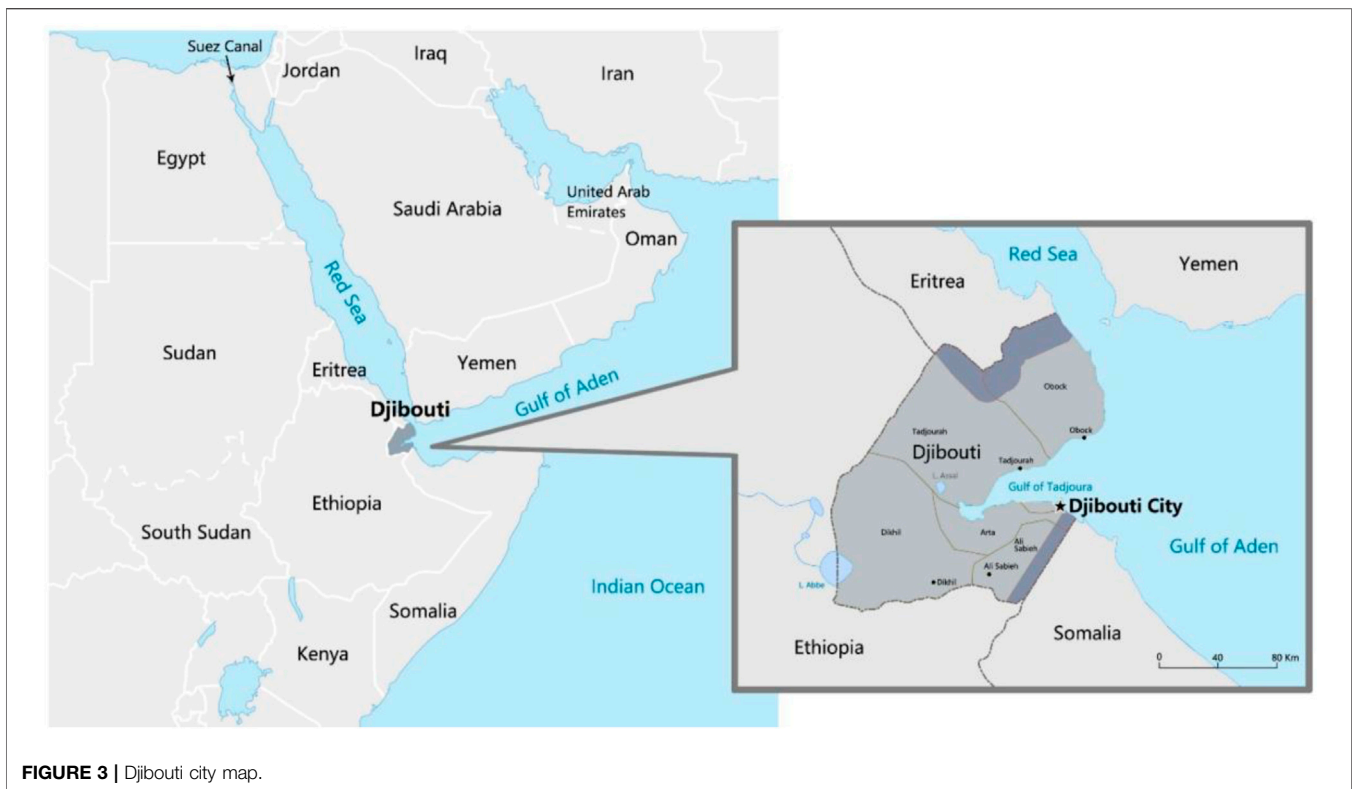 Suez Canal
Jordan
Iraq
Iran
Egypt
Saudi Arabia
United Arab
Emirates
Oman
Red Sea
Sudan
Eritrea
Yemen
Djibouti
Gulf of Aden
Ethiopia
South Sudan
Indian Ocean
Somalia
Kenya
Red Sea
Yemen
Eritrea
Obock
Obock
Tadjourah
Djibouti
Tadjourah
L. Assal
Gulf of Tadjoura
Djibouti City
Dikhil
Arta
Ali
Sabieh
Gulf of Aden
Ali Sabieh
L. Abbe
Dikhil
Ethiopia
Somalia
0 40 80 Km
FIGURE 3 | Djibouti city map.